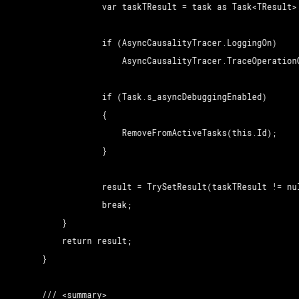 var taskTResult = task as Task<TResult>
if (AsyncCausalityTracer.LoggingOn)
AsyncCausalityTracer.TraceOperationC
if (Task.s_asyncDebuggingEnabled)
{
RemoveFromActiveTasks(this.Id);
}
result = TrySetResult(taskTResult != nul
break;
}
return result;
}
/// <summary>